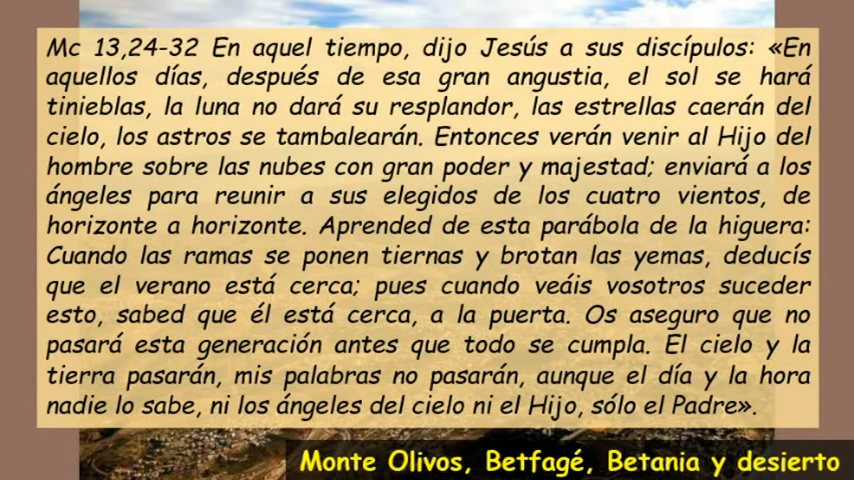 Mc 13,24-32 En aquel tiempo, dijo Jesús a sus discípulos: «En
aquellos días, después de esa gran angustia, el sol se hará
tinieblas, la luna no dará su resplandor, las estrellas caerán del
cielo, los astros se tambalearán. Entonces verán venir al Hijo del
hombre sobre las nubes con gran poder y majestad; enviará a los
ángeles para reunir a sus elegidos de los cuatro vientos, de
horizonte a horizonte. Aprended de esta parábola de la higuera:
Cuando las ramas se ponen tiernas y brotan las yemas, deducís
que el verano está cerca; pues cuando veáis vosotros suceder
esto, sabed que él está cerca, a la puerta. Os aseguro que no
pasará esta generación antes que todo se cumpla. El cielo y la
tierra pasarán, mis palabras no pasarán, aunque el día y la hora
nadie lo sabe, ni los ángeles del cielo ni el Hijo, sólo el Padre».
Monte Olivos, Betfagé, Betania y desierto